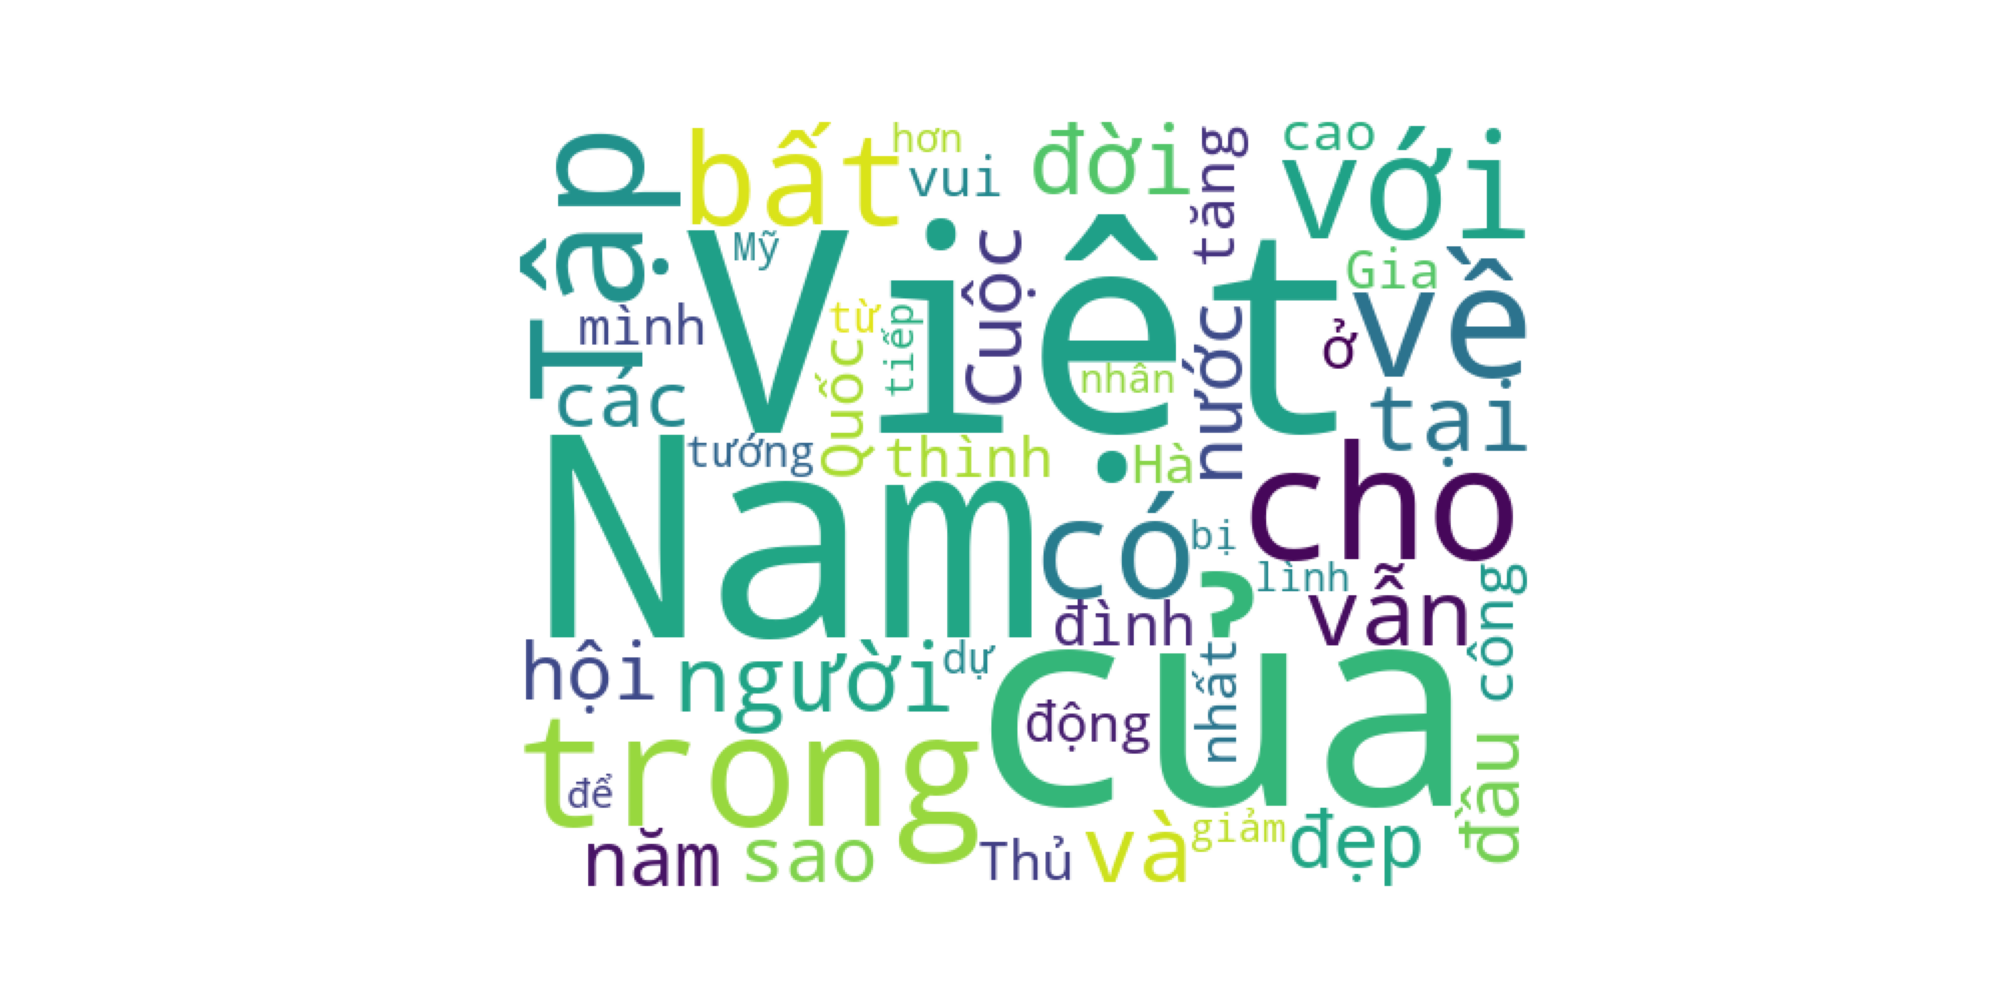 Tập
bất
hơn
vui
đời
tăng
cao
với
Việt
Mỹ
Cuộc
Gia
về
mình
từ
tiếp
nước
ở
các
Quốc
nhân
tại
tướng
thình
Hà
cho
Nam
có
bị
lình
vẫn
công
đình
của
hội
người
dự
động
nhất
đầu
trong
để
năm
sao
Thủ
và
giảm
đẹp